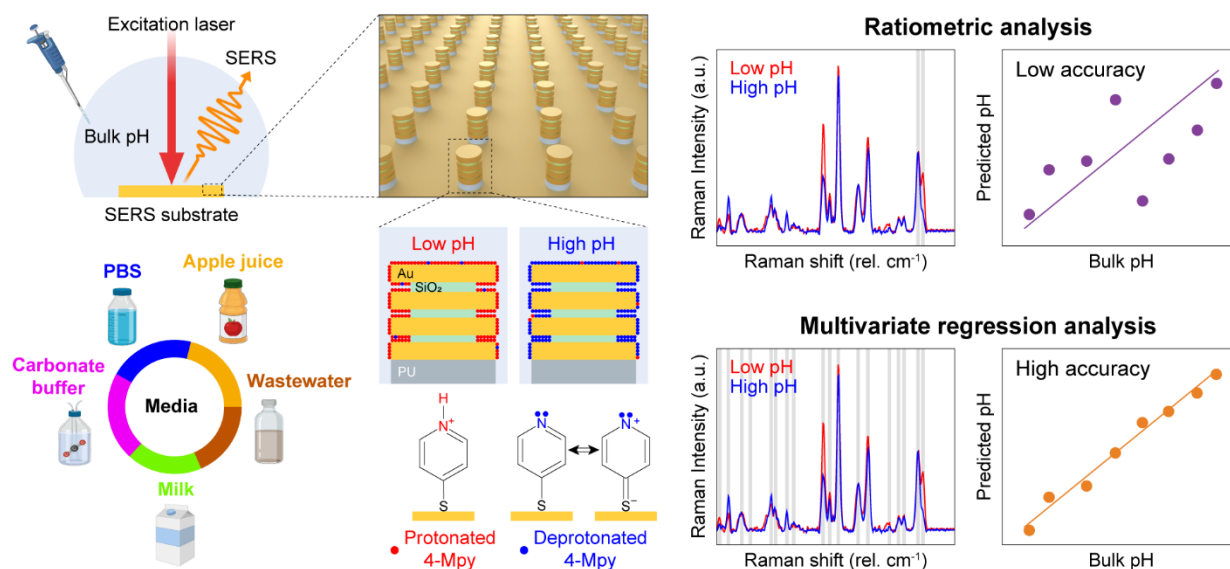 Excitation laser
SERS
Bulk pH
SERS substrate
PBS
Apple juice
Carbonate
buffer
Media
Wastewater
Milk
Low pH
High pH
Au
SiO₂
PU
H
N⁺
S
N
S
N⁺
S
−
Protonated
4-Mpy
Deprotonated
4-Mpy
Ratiometric analysis
Low pH
High pH
Raman Intensity (a.u.)
Raman shift (rel. cm⁻¹)
Low accuracy
Predicted pH
Bulk pH
Multivariate regression analysis
Low pH
High pH
Raman Intensity (a.u.)
Raman shift (rel. cm⁻¹)
High accuracy
Predicted pH
Bulk pH